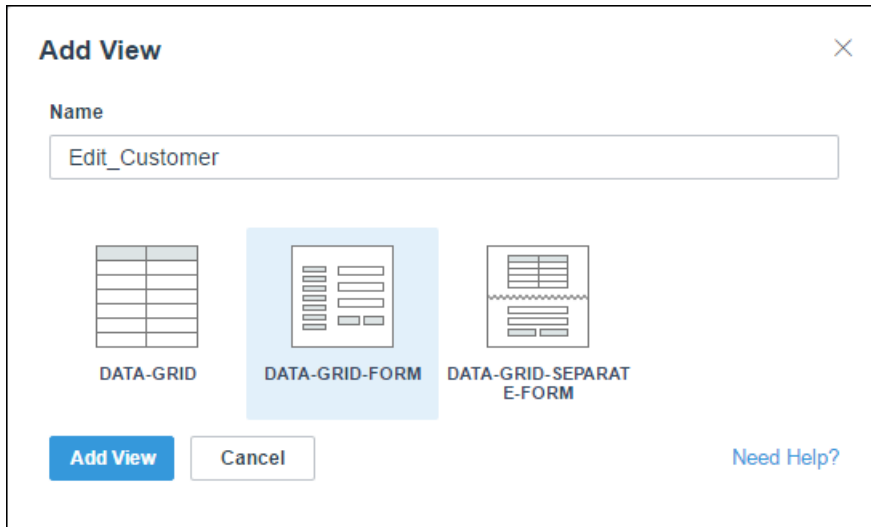 Add View
Name
Edit_Customer
DATA-GRID
DATA-GRID-FORM
DATA-GRID-SEPARAT
E-FORM
Add View
Cancel
Need Help?